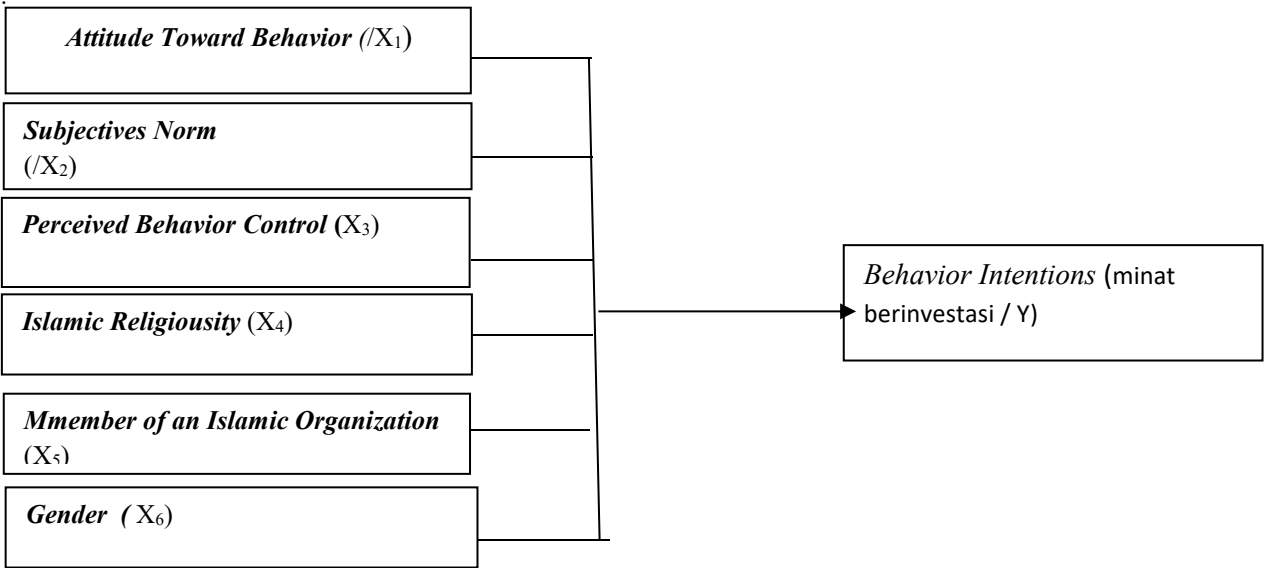 .
Attitude Toward Behavior (/X₁)
Subjectives Norm
(/X₂)
Perceived Behavior Control (X₃)
Islamic Religiousity (X₄)
Mmember of an Islamic Organization
(X₅)
Gender ( X₆)
Behavior Intentions (minat
berinvestasi / Y)